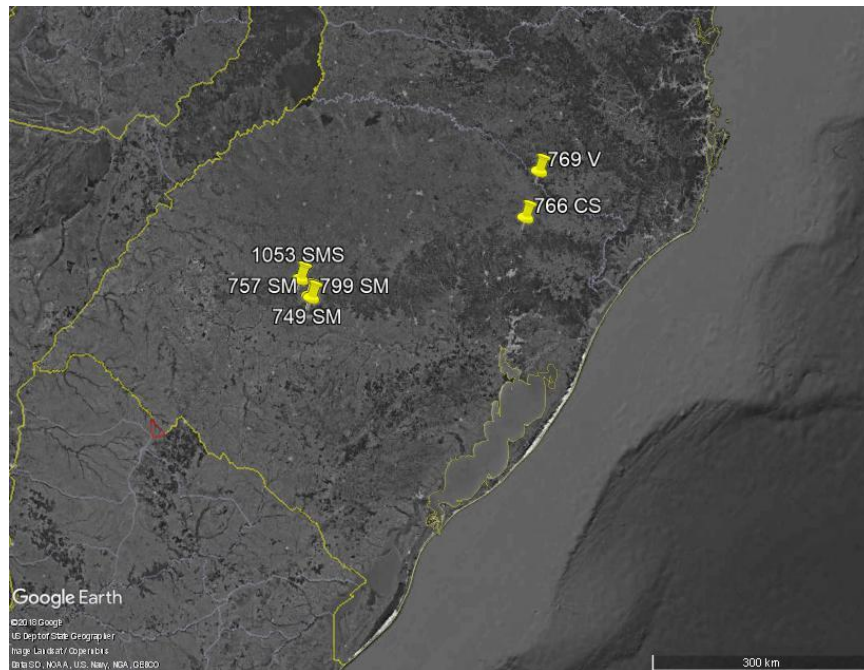 769 V
766 CS
1053 SMS
757 SM 799 SM
749 SM
Google Earth
©2018 Google
US Dept of State Geographer
Image Landsat / Copernicus
Data SIO, NOAA, U.S. Navy, NGA, GEBCO
300 km